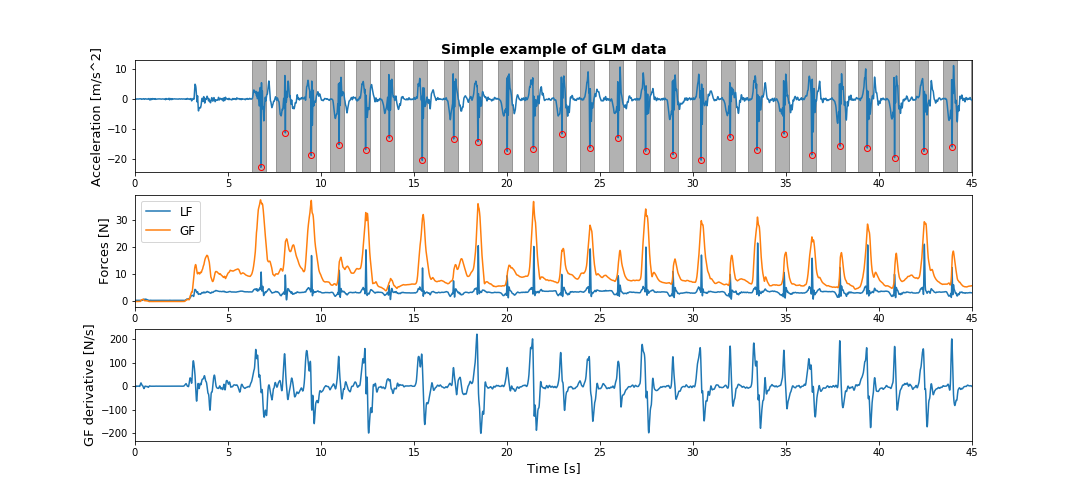 Simple example of GLM data
Acceleration [m/s^2]
10
0
−10
−20
0 5 10 15 20 25 30 35 40 45
Forces [N]
LF
GF
30
20
10
0
0 5 10 15 20 25 30 35 40 45
GF derivative [N/s]
200
100
0
−100
−200
0 5 10 15 20 25 30 35 40 45
Time [s]